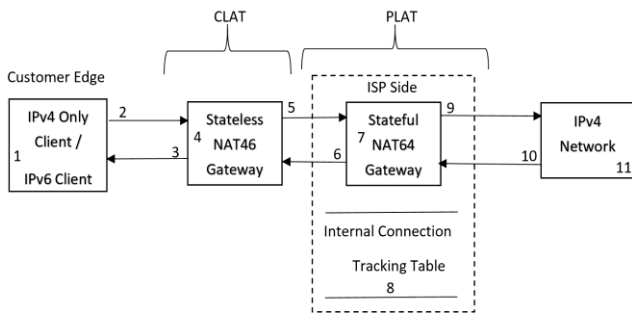 CLAT
PLAT
Customer Edge
ISP Side
IPv4 Only
Client /
IPv6 Client
1
2
3
Stateless
NAT46
Gateway
4
5
6
Stateful
NAT64
Gateway
7
9
10
IPv4
Network
11
Internal Connection
Tracking Table
8